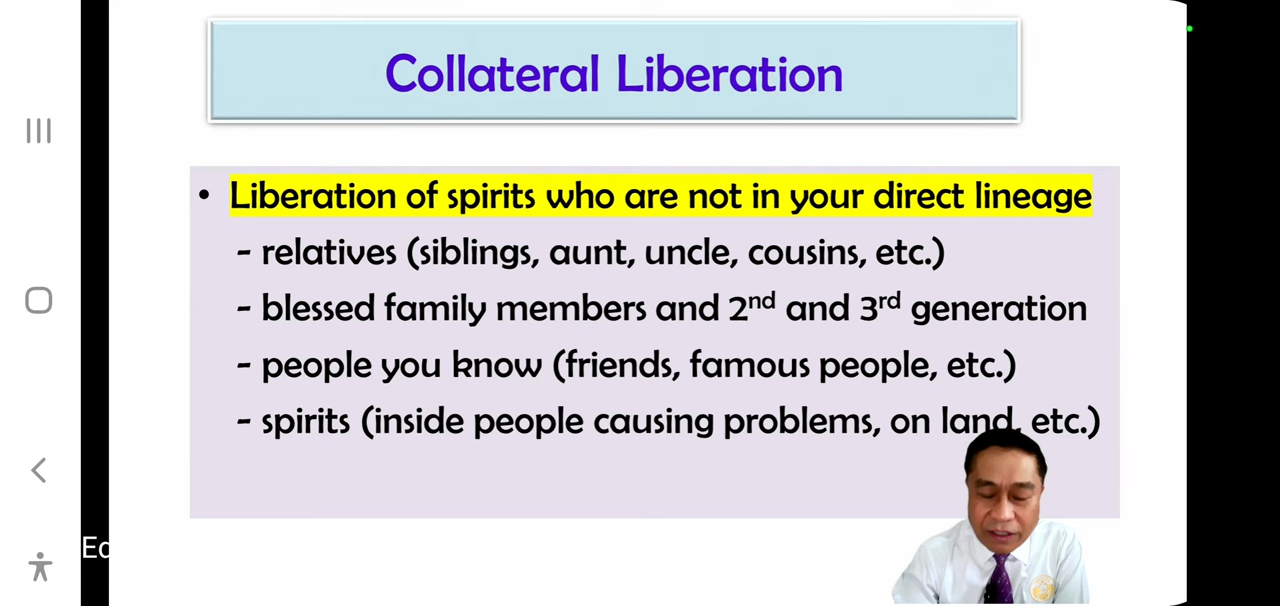 Collateral Liberation
• Liberation of spirits who are not in your direct lineage
- relatives (siblings, aunt, uncle, cousins, etc.)
- blessed family members and 2nd and 3rd generation
- people you know (friends, famous people, etc.)
- spirits (inside people causing problems, on land, etc.)
Ed